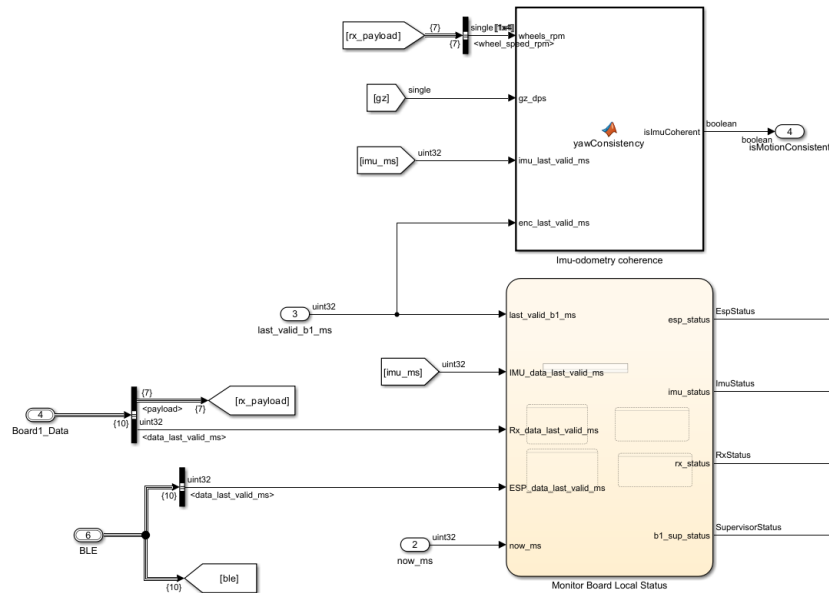 [rx_payload]
{7}
{7}
single [1x4]
<wheel_speed_rpm>
wheels_rpm
[gz]
single
gz_dps
yawConsistency
isImuCoherent
boolean
boolean
4
isMotionConsistent
[imu_ms]
uint32
imu_last_valid_ms
enc_last_valid_ms
Imu-odometry coherence
3
last_valid_b1_ms
uint32
last_valid_b1_ms
esp_status
EspStatus
[imu_ms]
uint32
IMU_data_last_valid_ms
imu_status
ImuStatus
4
Board1_Data
{10}
{7}
<payload>
{7}
[rx_payload]
uint32
<data_last_valid_ms>
Rx_data_last_valid_ms
rx_status
RxStatus
6
BLE
{10}
uint32
<data_last_valid_ms>
ESP_data_last_valid_ms
b1_sup_status
SupervisorStatus
2
now_ms
uint32
now_ms
{10}
[ble]
Monitor Board Local Status